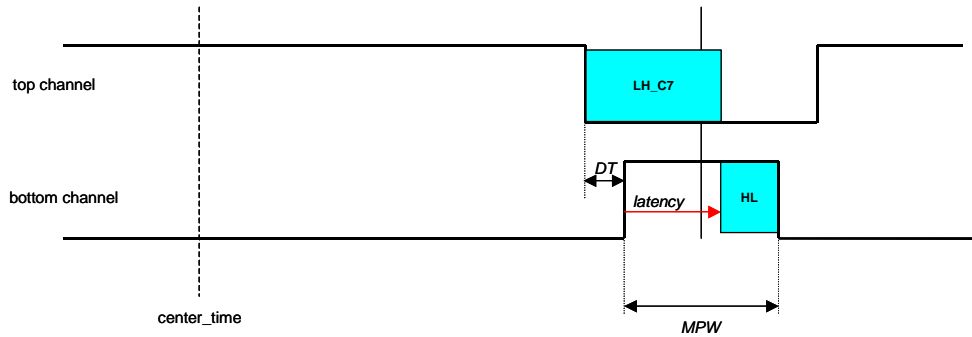 top channel
LH_C7
DT
bottom channel
latency
HL
center_time
MPW